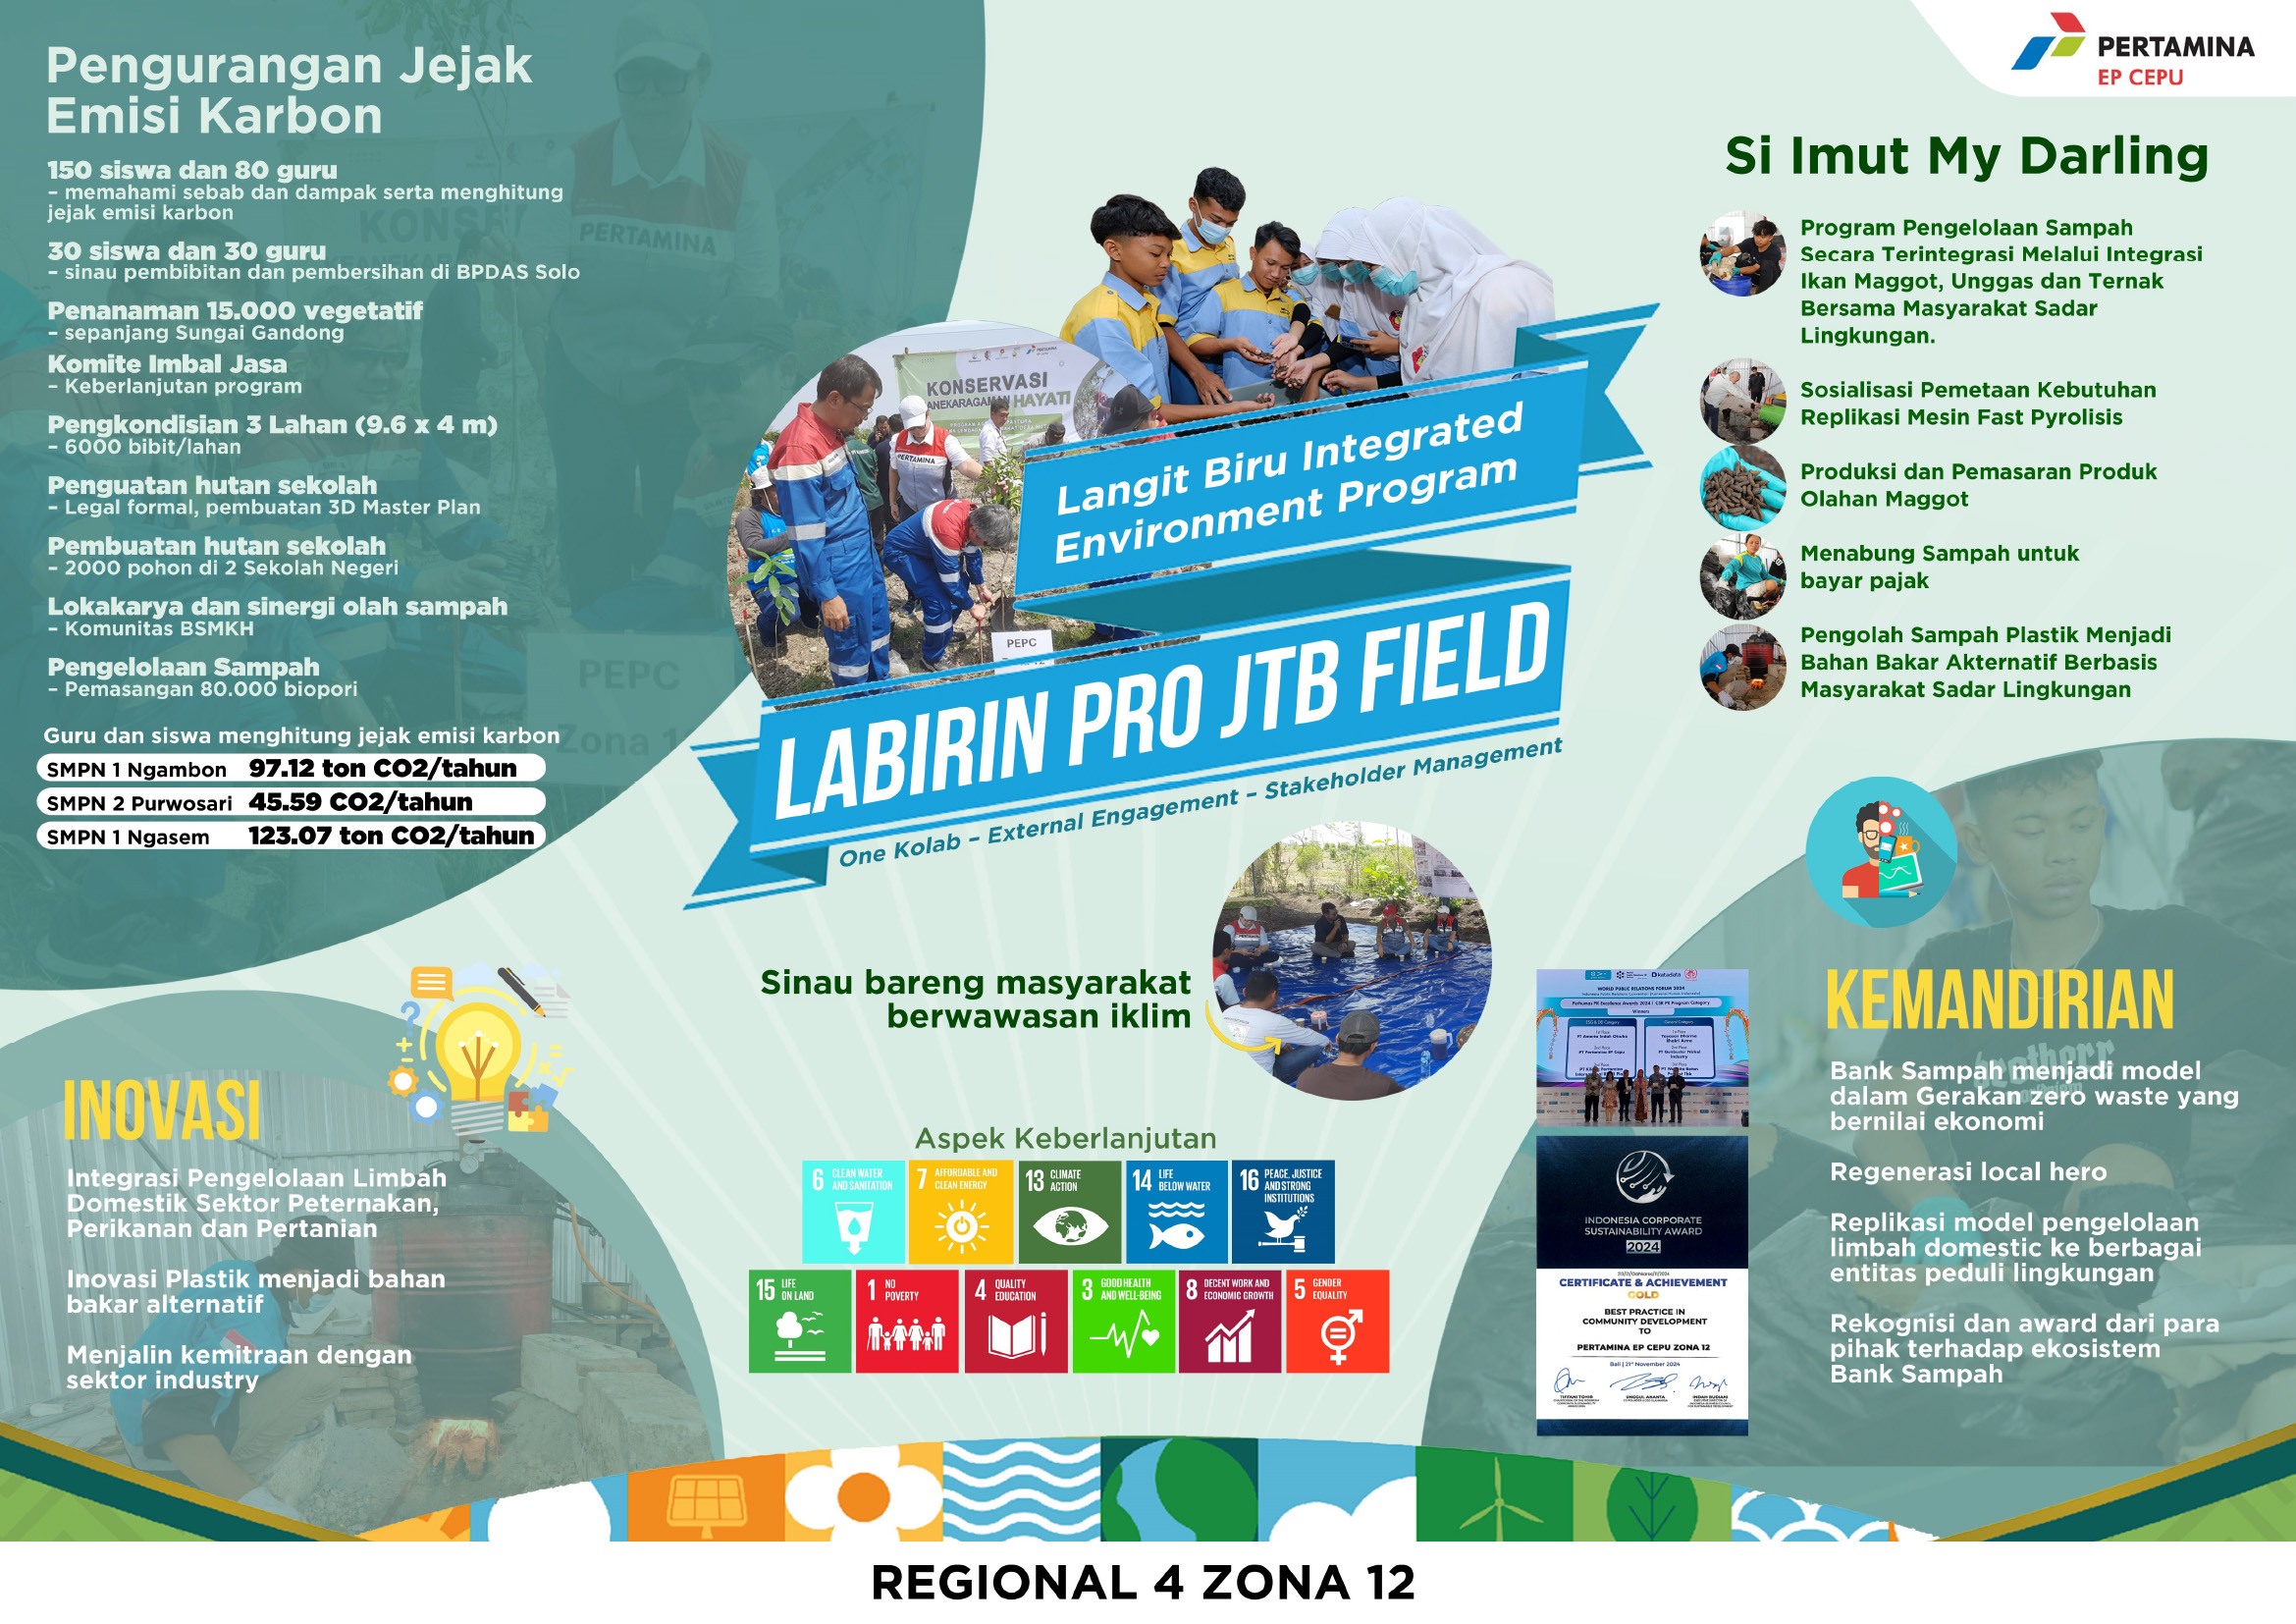 Pengurangan Jejak
Emisi Karbon
150 siswa dan 80 guru
– memahami sebab dan dampak serta menghitung
jejak emisi karbon
30 siswa dan 30 guru
– sinau pembibitan dan pembersihan di BPDAS Solo
Penanaman 15.000 vegetatif
– sepanjang Sungai Gandong
Komite Imbal Jasa
– Keberlanjutan program
Pengkondisian 3 Lahan (9.6 x 4 m)
– 6000 bibit/lahan
Penguatan hutan sekolah
– Legal formal, pembuatan 3D Master Plan
Pembuatan hutan sekolah
– 2000 pohon di 2 Sekolah Negeri
Lokakarya dan sinergi olah sampah
– Komunitas BSMKH
Pengelolaan Sampah
– Pemasangan 80.000 biopori
Guru dan siswa menghitung jejak emisi karbon
SMPN 1 Ngambon 97.12 ton CO2/tahun
SMPN 2 Purwosari 45.59 CO2/tahun
SMPN 1 Ngasem 123.07 ton CO2/tahun
PERTAMINA
PEPC
Zona 1
KONSERVASI
HAYATI
PERTAMINA
PEPC
Langit Biru Integrated
Environment Program
LABIRIN PRO JTB FIELD
One Kolab – External Engagement – Stakeholder Management
PERTAMINA
EP CEPU
Si Imut My Darling
Program Pengelolaan Sampah
Secara Terintegrasi Melalui Integrasi
Ikan Maggot, Unggas dan Ternak
Bersama Masyarakat Sadar
Lingkungan.
Sosialisasi Pemetaan Kebutuhan
Replikasi Mesin Fast Pyrolisis
Produksi dan Pemasaran Produk
Olahan Maggot
Menabung Sampah untuk
bayar pajak
Pengolah Sampah Plastik Menjadi
Bahan Bakar Akternatif Berbasis
Masyarakat Sadar Lingkungan
Sinau bareng masyarakat
berwawasan iklim
INOVASI
Integrasi Pengelolaan Limbah
Domestik Sektor Peternakan,
Perikanan dan Pertanian
Inovasi Plastik menjadi bahan
bakar alternatif
Menjalin kemitraan dengan
sektor industry
Aspek Keberlanjutan
6 CLEAN WATER
AND SANITATION
7 AFFORDABLE AND
CLEAN ENERGY
13 CLIMATE
ACTION
14 LIFE
BELOW WATER
16 PEACE, JUSTICE
AND STRONG
INSTITUTIONS
15 LIFE
ON LAND
1 NO
POVERTY
4 QUALITY
EDUCATION
3 GOOD HEALTH
AND WELL-BEING
8 DECENT WORK AND
ECONOMIC GROWTH
5 GENDER
EQUALITY
katadata
WORLD PUBLIC RELATIONS FORUM 2024
Winners
INDONESIA CORPORATE
SUSTAINABILITY AWARD
2024
CERTIFICATE & ACHIEVEMENT
GOLD
BEST PRACTICE IN
COMMUNITY DEVELOPMENT
TO
PERTAMINA EP CEPU ZONA 12
Bali | 21st November 2024
KEMANDIRIAN
Bank Sampah menjadi model
dalam Gerakan zero waste yang
bernilai ekonomi
Regenerasi local hero
Replikasi model pengelolaan
limbah domestic ke berbagai
entitas peduli lingkungan
Rekognisi dan award dari para
pihak terhadap ekosistem
Bank Sampah
REGIONAL 4 ZONA 12